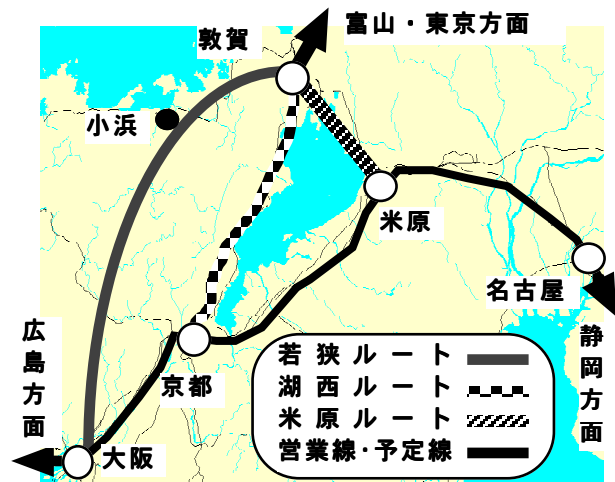 富山・東京方面
敦賀
小浜
米原
名古屋
広島方面
静岡方面
京都
大阪
若狭ルート
湖西ルート
米原ルート
営業線・予定線